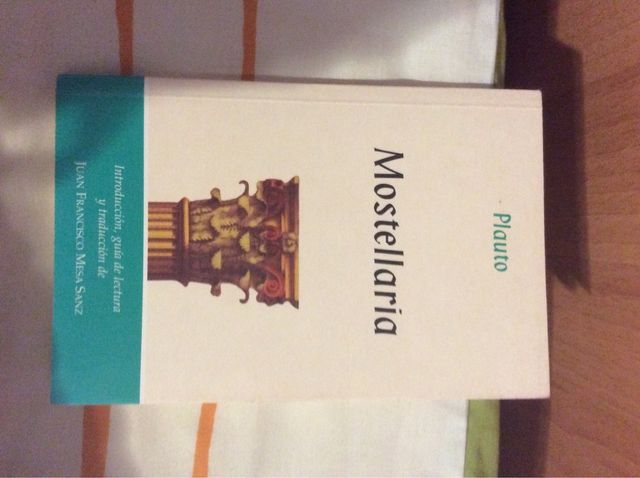 Plauto
Mostellaria
Introducción, guía de lectura
y traducción de
JUAN FRANCISCO MESA SANZ